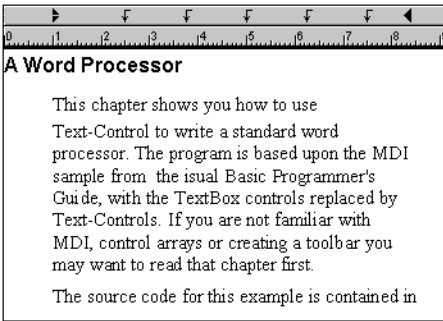 0 1 2 3 4 5 6 7 8
A Word Processor
This chapter shows you how to use
Text-Control to write a standard word
processor. The program is based upon the MDI
sample from the isual Basic Programmer's
Guide, with the TextBox controls replaced by
Text-Controls. If you are not familiar with
MDI, control arrays or creating a toolbar you
may want to read that chapter first.
The source code for this example is contained in